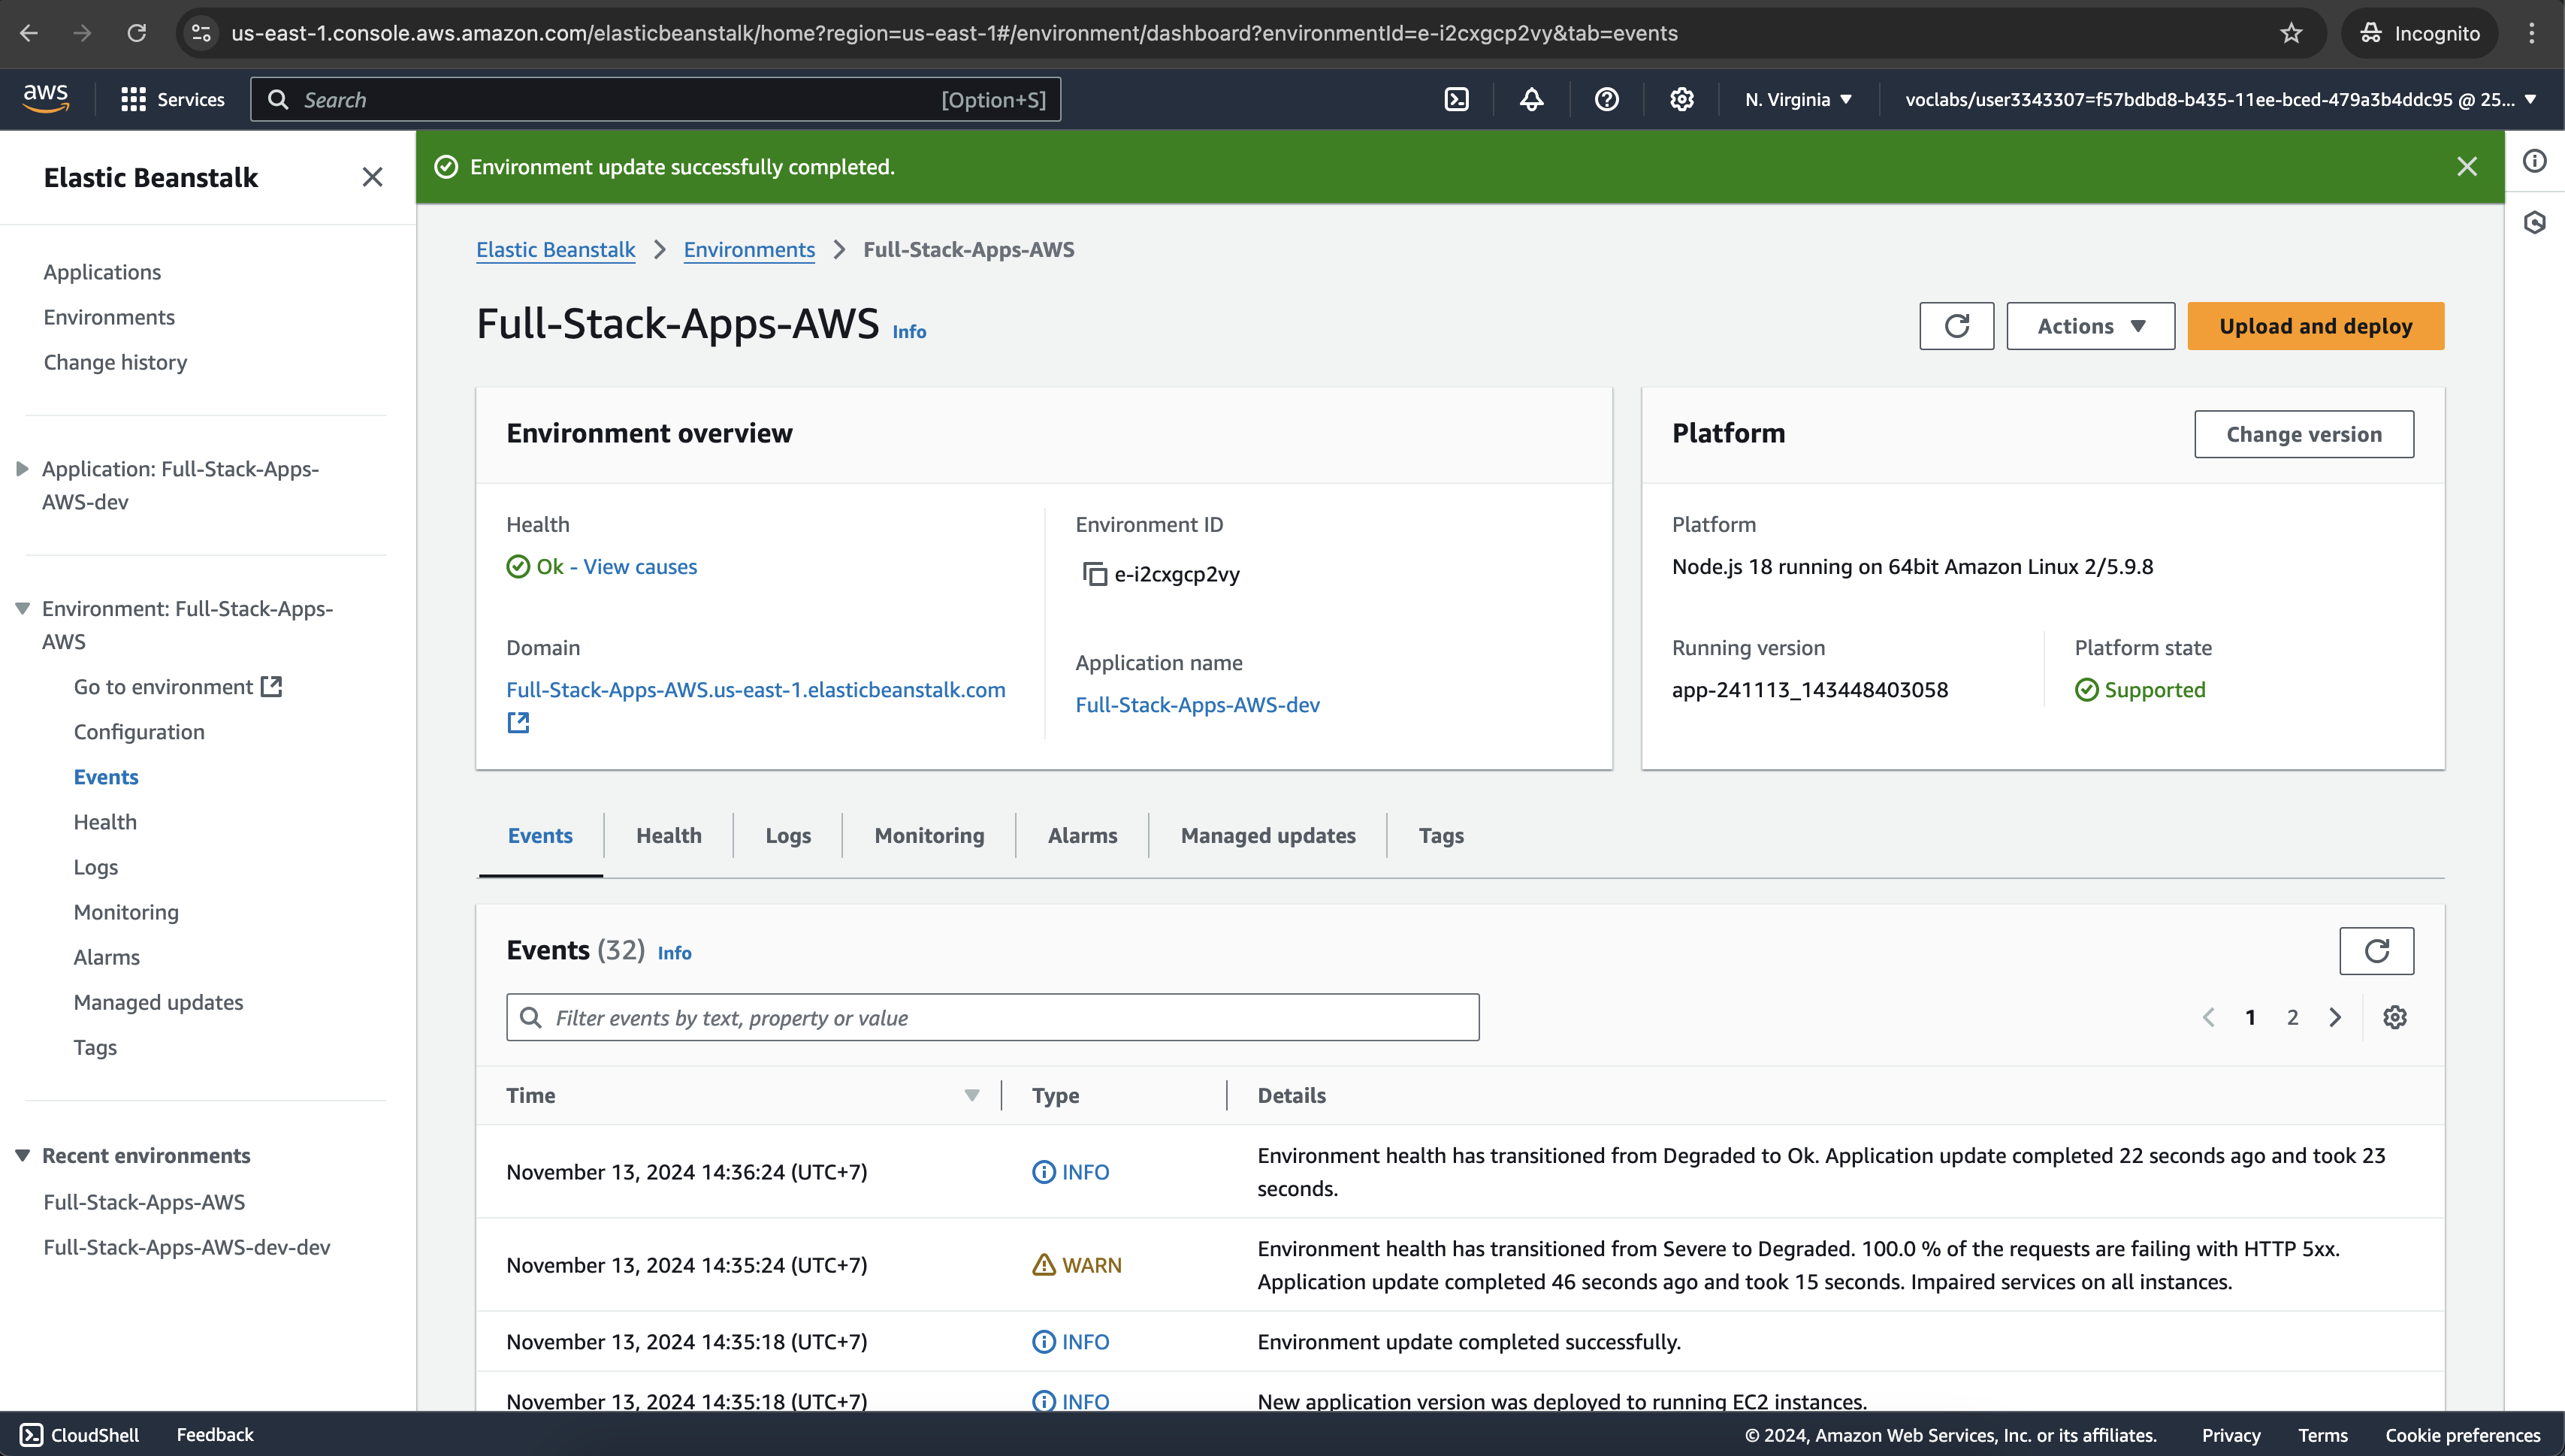 us-east-1.console.aws.amazon.com/elasticbeanstalk/home?region=us-east-1#/environment/dashboard?environmentId=e-i2cxgcp2vy&tab=events
Incognito
aws
Services
Search
[Option+S]
N. Virginia
voclabs/user3343307=f57bdbd8-b435-11ee-bced-479a3b4ddc95 @ 25...
Elastic Beanstalk
Applications
Environments
Change history
Application: Full-Stack-Apps-
AWS-dev
Environment: Full-Stack-Apps-
AWS
Go to environment
Configuration
Events
Health
Logs
Monitoring
Alarms
Managed updates
Tags
Recent environments
Full-Stack-Apps-AWS
Full-Stack-Apps-AWS-dev-dev
Environment update successfully completed.
Elastic Beanstalk > Environments > Full-Stack-Apps-AWS
Full-Stack-Apps-AWS Info
Actions
Upload and deploy
Environment overview
Health
Ok - View causes
Domain
Full-Stack-Apps-AWS.us-east-1.elasticbeanstalk.com
Environment ID
e-i2cxgcp2vy
Application name
Full-Stack-Apps-AWS-dev
Platform
Change version
Platform
Node.js 18 running on 64bit Amazon Linux 2/5.9.8
Running version
app-241113_143448403058
Platform state
Supported
Events
Health
Logs
Monitoring
Alarms
Managed updates
Tags
Events (32) Info
Filter events by text, property or value
1 2
Time
Type
Details
November 13, 2024 14:36:24 (UTC+7)
INFO
Environment health has transitioned from Degraded to Ok. Application update completed 22 seconds ago and took 23
seconds.
November 13, 2024 14:35:24 (UTC+7)
WARN
Environment health has transitioned from Severe to Degraded. 100.0 % of the requests are failing with HTTP 5xx.
Application update completed 46 seconds ago and took 15 seconds. Impaired services on all instances.
November 13, 2024 14:35:18 (UTC+7)
INFO
Environment update completed successfully.
November 13, 2024 14:35:18 (UTC+7)
INFO
New application version was deployed to running EC2 instances.
CloudShell
Feedback
© 2024, Amazon Web Services, Inc. or its affiliates.
Privacy
Terms
Cookie preferences